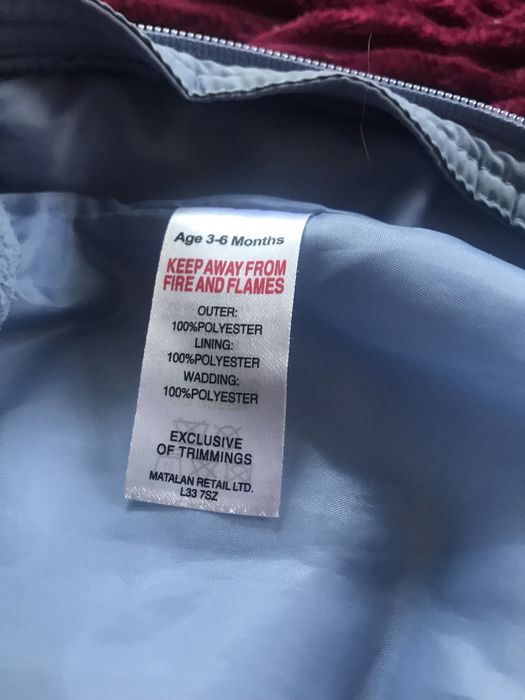 Age 3-6 Months
KEEP AWAY FROM
FIRE AND FLAMES
OUTER:
100%POLYESTER
LINING:
100%POLYESTER
WADDING:
100%POLYESTER
EXCLUSIVE
OF TRIMMINGS
MATALAN RETAIL LTD.
L33 7SZ